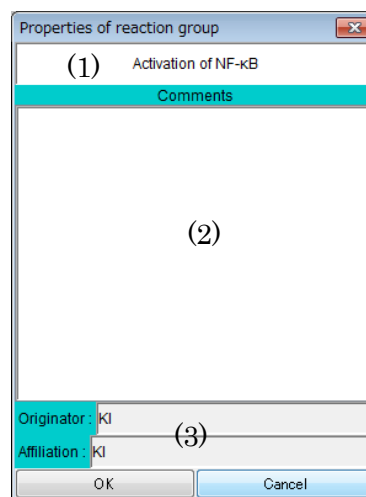 Properties of reaction group
(1) Activation of NF-κB
Comments
(2)
Originator : KI
(3)
Affiliation : KI
OK Cancel